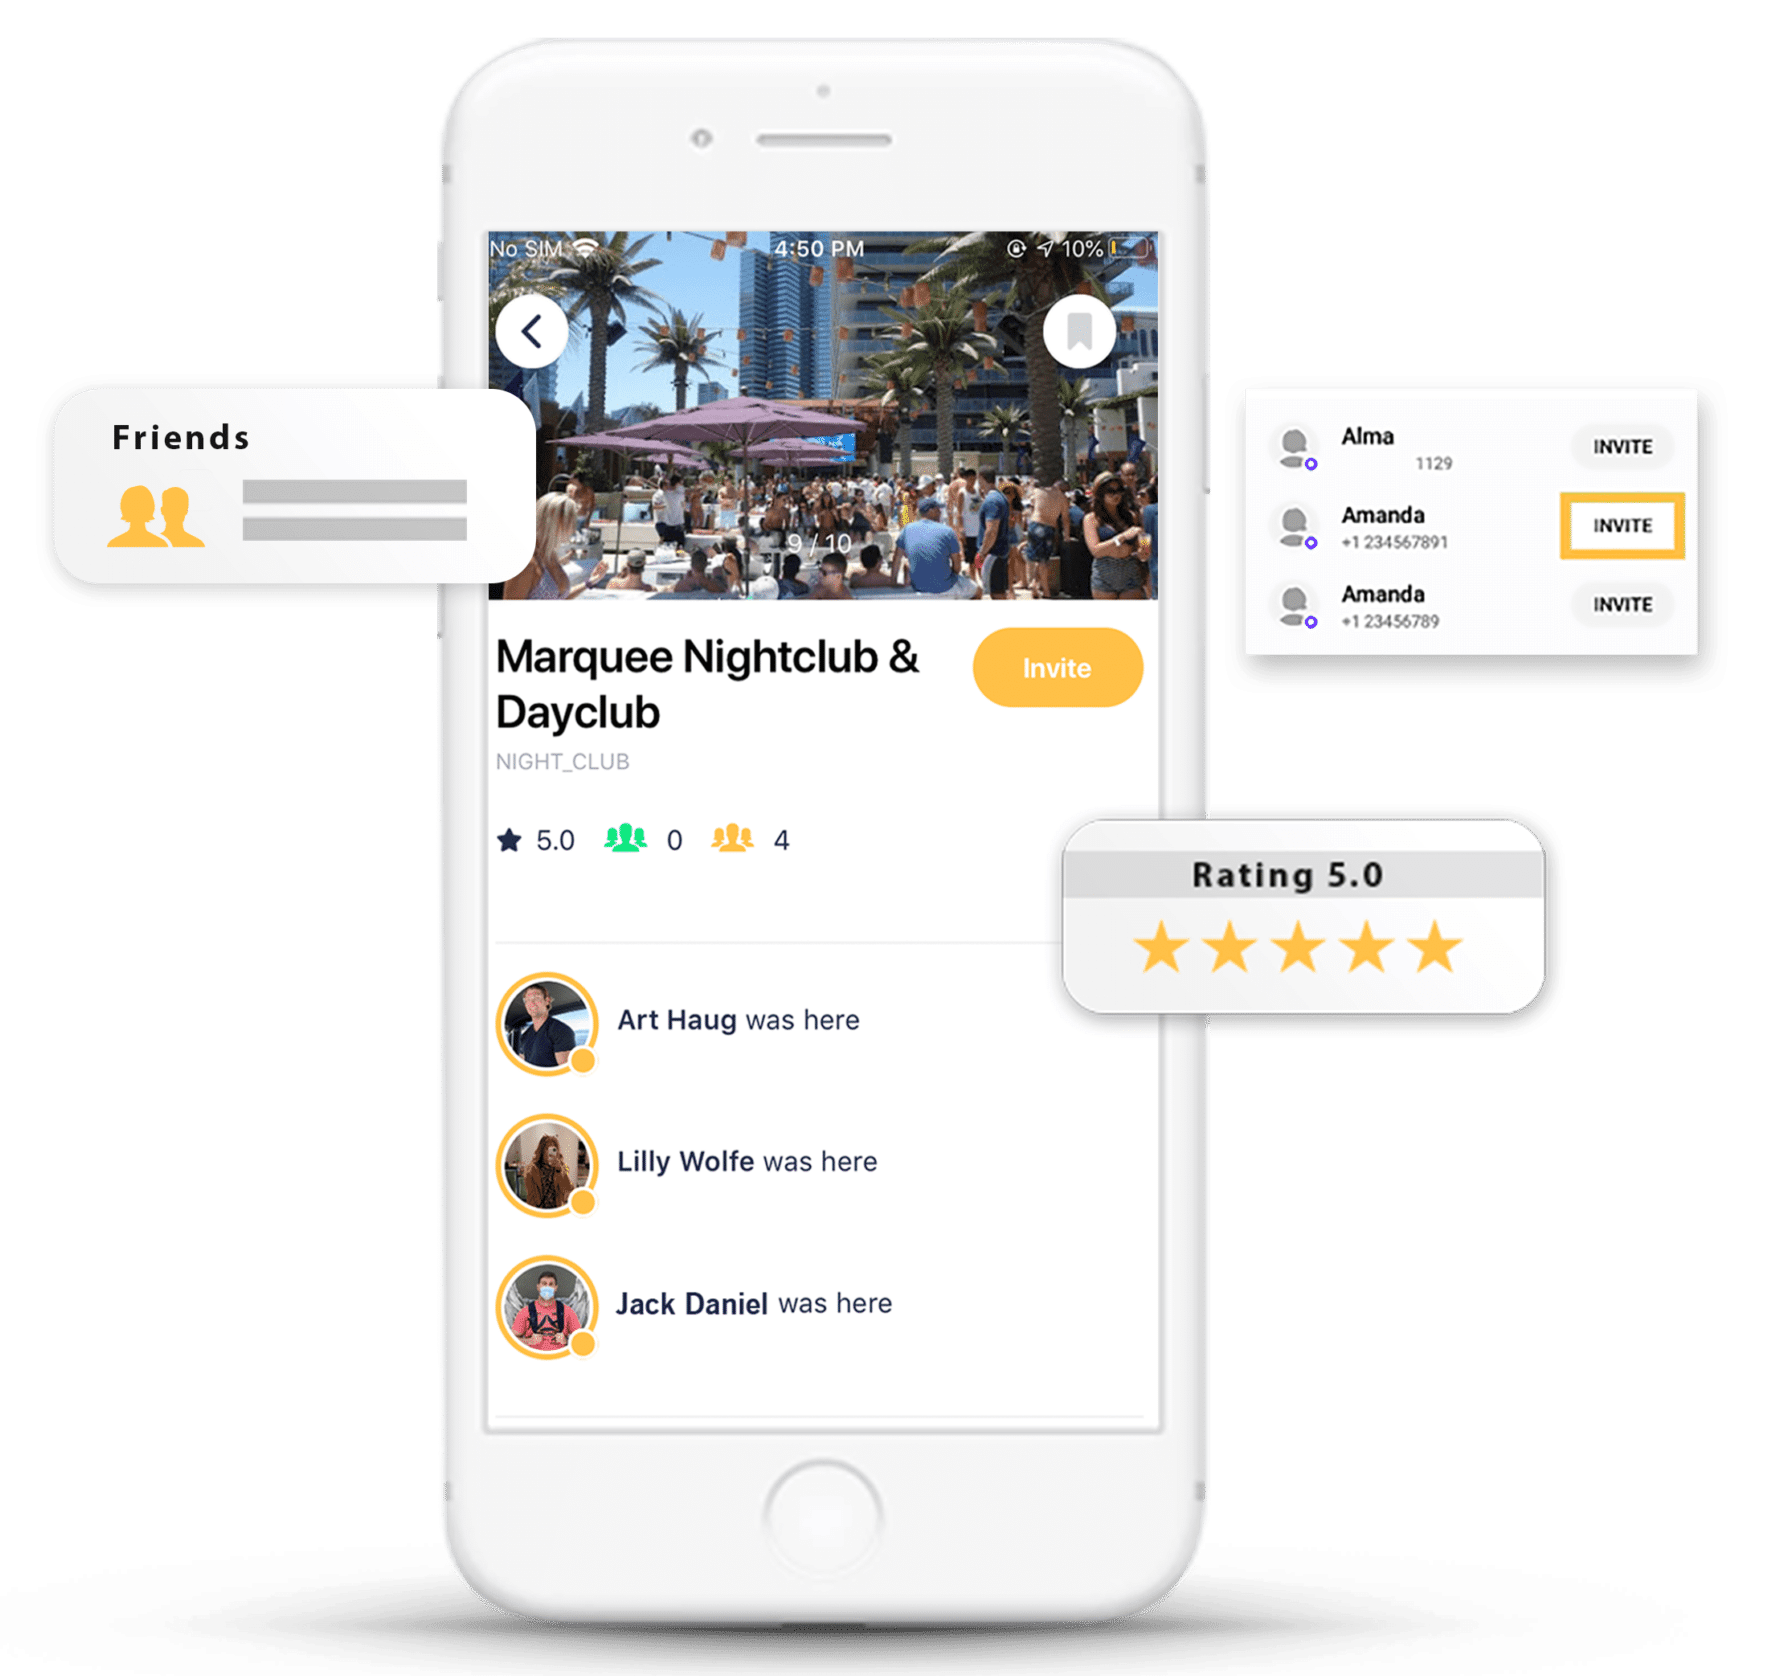 No SIM 4:50 PM 10%
Friends
9 / 10
Marquee Nightclub &
Dayclub
Invite
NIGHT_CLUB
5.0 0 4
Art Haug was here
Lilly Wolfe was here
Jack Daniel was here
Alma
1129
INVITE
Amanda
+1 234567891
INVITE
Amanda
+1 23456789
INVITE
Rating 5.0